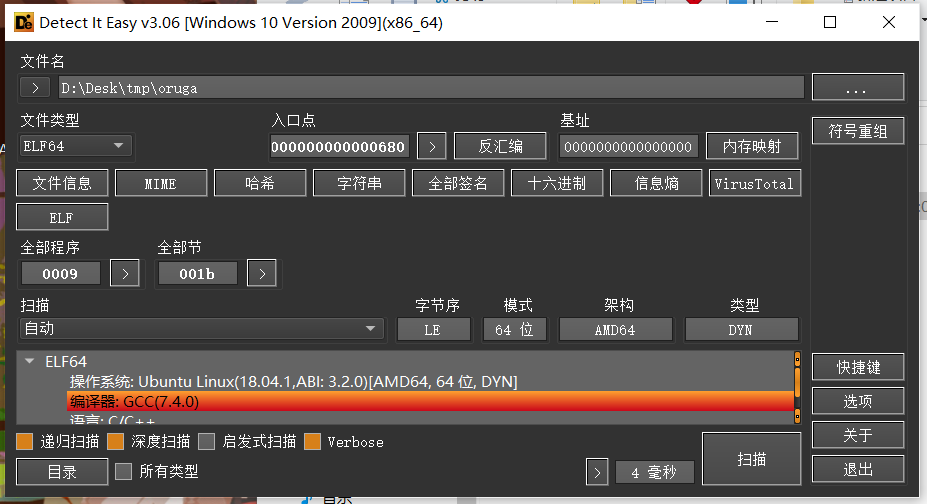 Detect It Easy v3.06 [Windows 10 Version 2009](x86_64)
文件名
> D:\Desk\tmp\oruga ...
文件类型 入口点 基址
ELF64 000000000000680 > 反汇编 0000000000000000 内存映射 符号重组
文件信息 MIME 哈希 字符串 全部签名 十六进制 信息熵 VirusTotal
ELF
全部程序 全部节
0009 > 001b >
扫描 字节序 模式 架构 类型
自动 LE 64 位 AMD64 DYN
ELF64
操作系统: Ubuntu Linux(18.04.1,ABI: 3.2.0)[AMD64, 64 位, DYN]
编译器: GCC(7.4.0)
语言: C/C++
快捷键
选项
递归扫描 深度扫描 启发式扫描 Verbose 关于
目录 所有类型 > 4 毫秒 扫描 退出
音乐